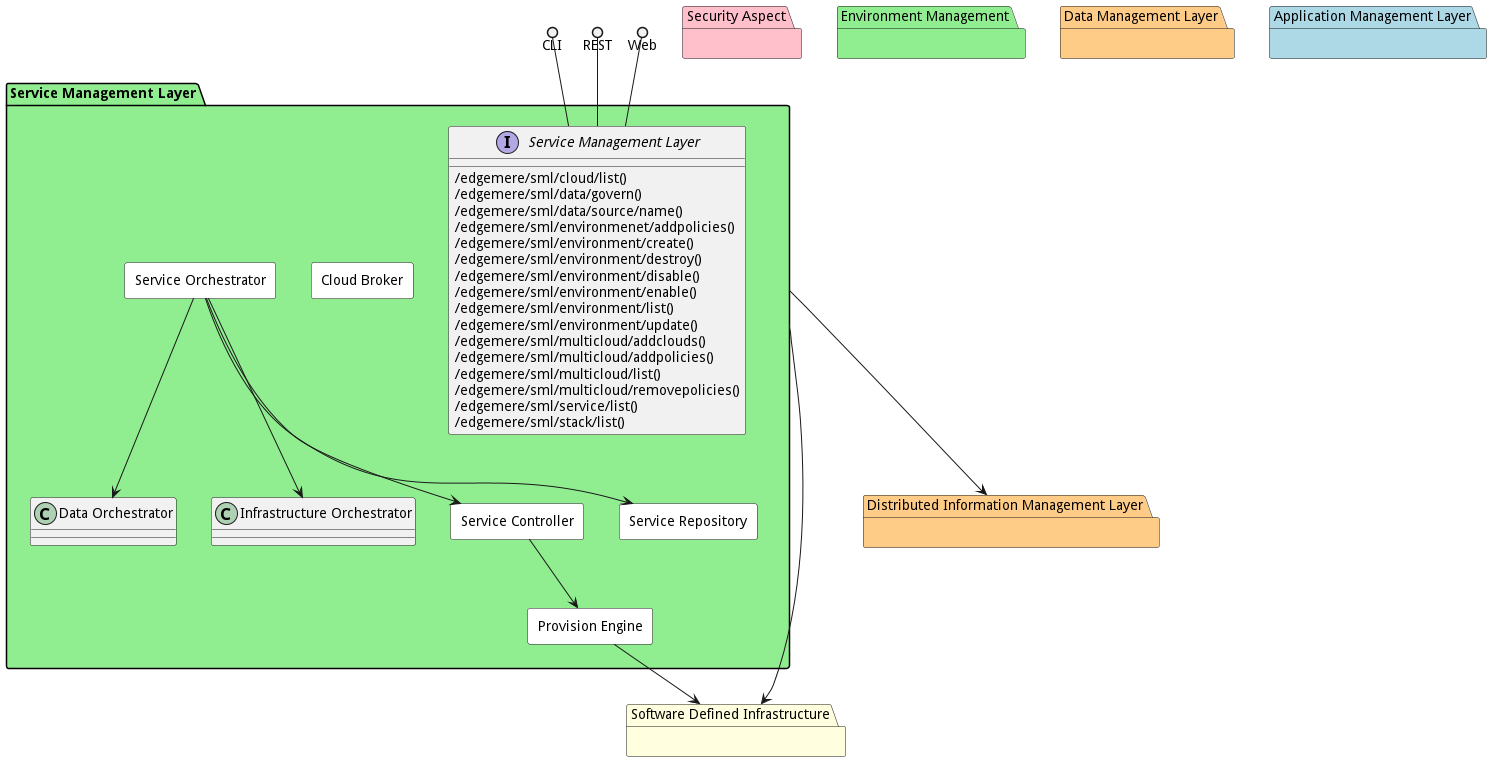 CLI
REST
Web
Security Aspect
Environment Management
Data Management Layer
Application Management Layer
Service Management Layer
I
Service Management Layer
/edgemere/sml/cloud/list()
/edgemere/sml/data/govern()
/edgemere/sml/data/source/name()
/edgemere/sml/environmenet/addpolicies()
/edgemere/sml/environment/create()
/edgemere/sml/environment/destroy()
/edgemere/sml/environment/disable()
/edgemere/sml/environment/enable()
/edgemere/sml/environment/list()
/edgemere/sml/environment/update()
/edgemere/sml/multicloud/addclouds()
/edgemere/sml/multicloud/addpolicies()
/edgemere/sml/multicloud/list()
/edgemere/sml/multicloud/removepolicies()
/edgemere/sml/service/list()
/edgemere/sml/stack/list()
Service Orchestrator
Cloud Broker
C Data Orchestrator
C Infrastructure Orchestrator
Service Controller
Service Repository
Distributed Information Management Layer
Provision Engine
Software Defined Infrastructure